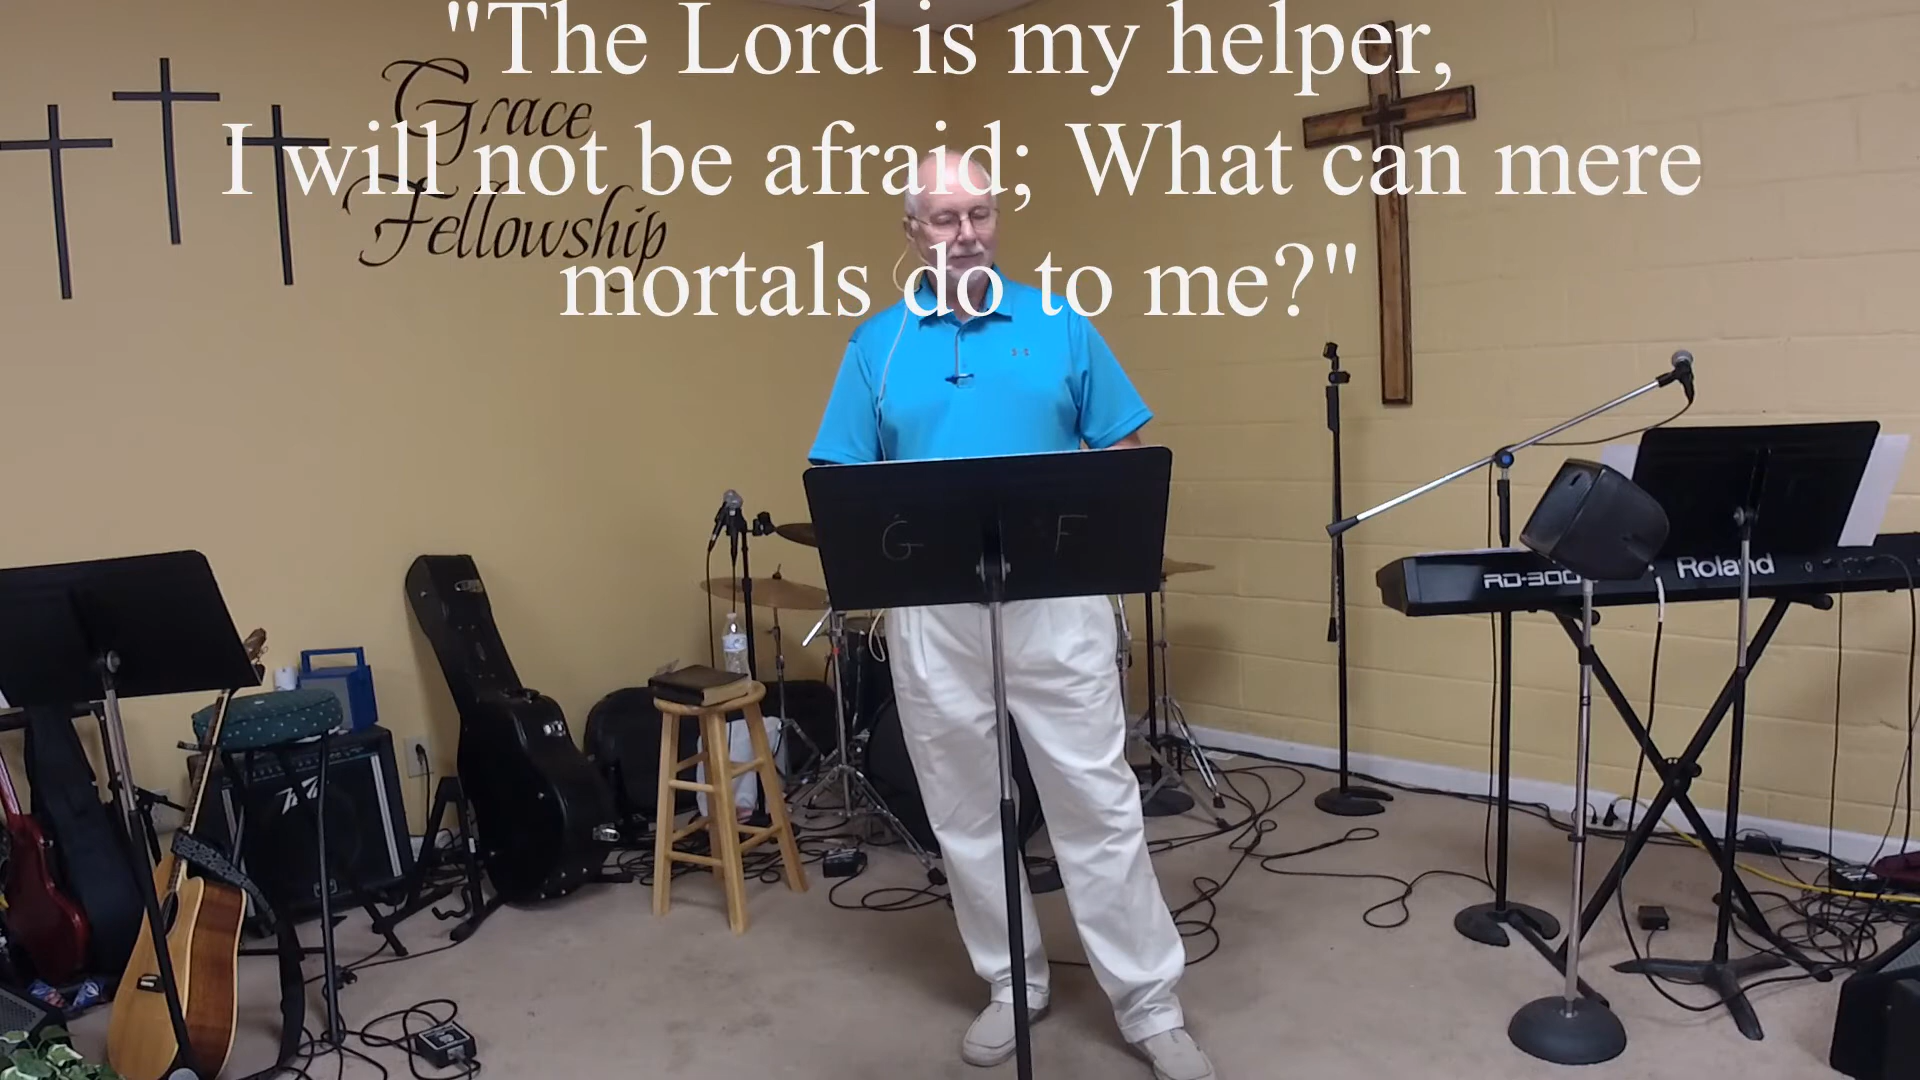 "The Lord is my helper,
I will not be afraid; What can mere
mortals do to me?"
Grace
Fellowship
G F
RD-300
Roland